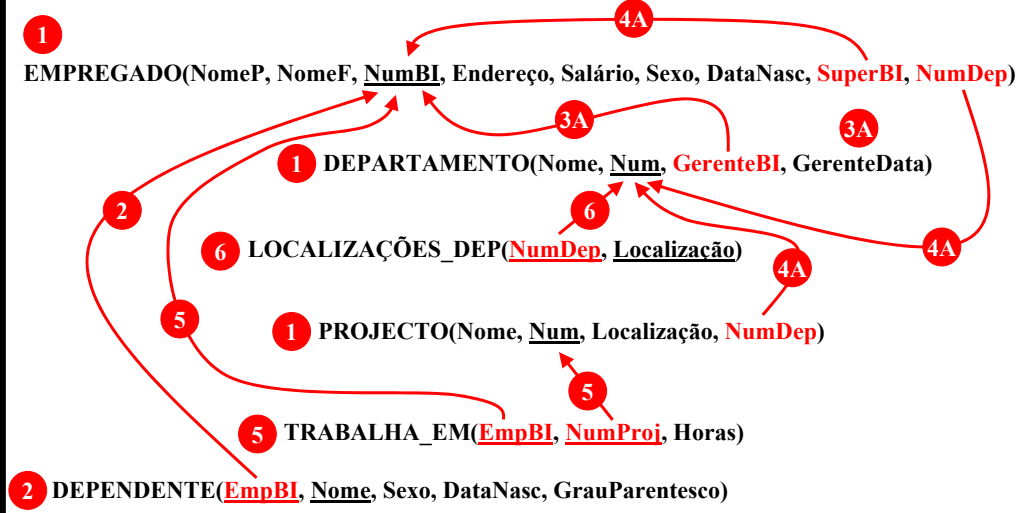 4A
1
EMPREGADO(NomeP, NomeF, NumBI, Endereço, Salário, Sexo, DataNasc, SuperBI, NumDep)
3A
3A
1 DEPARTAMENTO(Nome, Num, GerenteBI, GerenteData)
2
6
6 LOCALIZAÇÕES_DEP(NumDep, Localização)
4A
4A
5
1 PROJECTO(Nome, Num, Localização, NumDep)
5
5 TRABALHA_EM(EmpBI, NumProj, Horas)
2 DEPENDENTE(EmpBI, Nome, Sexo, DataNasc, GrauParentesco)